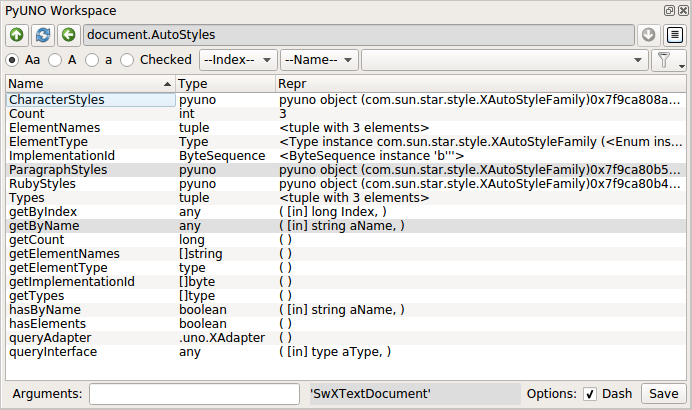 PyUNO Workspace
document.AutoStyles
Aa A a Checked --Index-- --Name--
Name Type Repr
CharacterStyles pyuno pyuno object (com.sun.star.style.XAutoStyleFamily)0x7f9ca808a...
Count int 3
ElementNames tuple <tuple with 3 elements>
ElementType Type <Type instance com.sun.star.style.XAutoStyleFamily (<Enum ins...
ImplementationId ByteSequence <ByteSequence instance 'b'''>
ParagraphStyles pyuno pyuno object (com.sun.star.style.XAutoStyleFamily)0x7f9ca80b5...
RubyStyles pyuno pyuno object (com.sun.star.style.XAutoStyleFamily)0x7f9ca80b4...
Types tuple <tuple with 3 elements>
getByIndex any ( [in] long Index, )
getByName any ( [in] string aName, )
getCount long ( )
getElementNames []string ( )
getElementType type ( )
getImplementationId []byte ( )
getTypes []type ( )
hasByName boolean ( [in] string aName, )
hasElements boolean ( )
queryAdapter .uno.XAdapter ( )
queryInterface any ( [in] type aType, )
Arguments: 'SwXTextDocument' Options: Dash Save